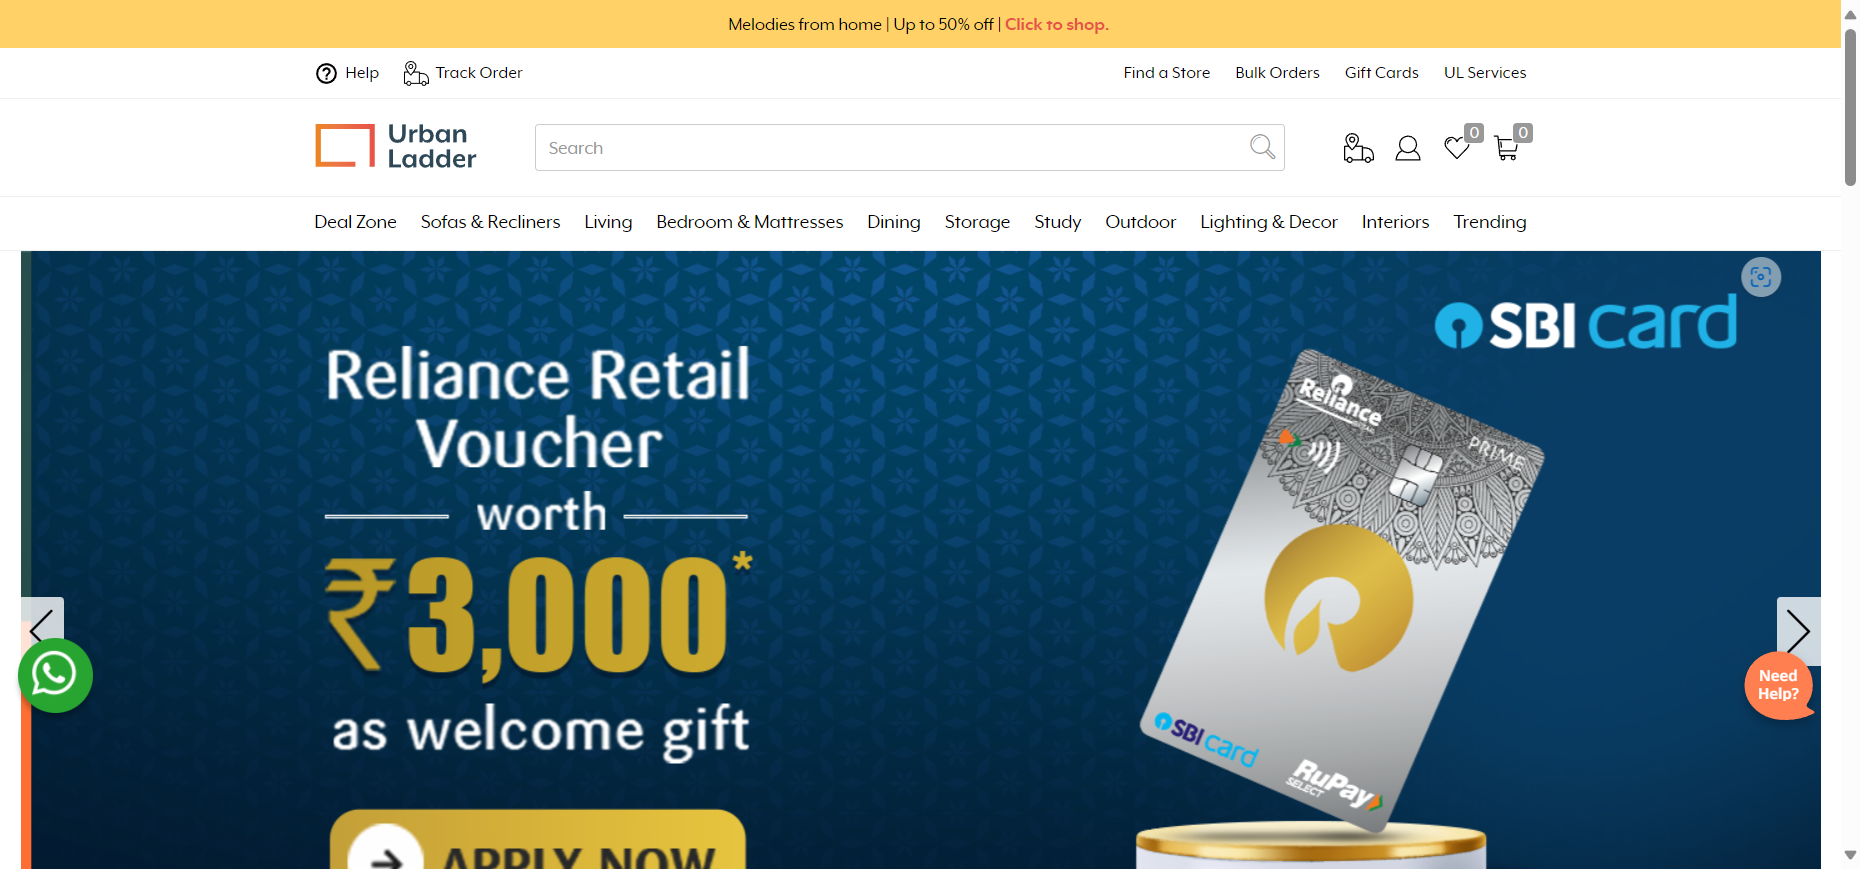 Melodies from home | Up to 50% off | Click to shop.
Help
Track Order
Find a Store
Bulk Orders
Gift Cards
UL Services
Urban
Ladder
Search
0
0
Deal Zone
Sofas & Recliners
Living
Bedroom & Mattresses
Dining
Storage
Study
Outdoor
Lighting & Decor
Interiors
Trending
SBI card
Reliance Retail
Voucher
worth
₹3,000*
as welcome gift
APPLY NOW
Reliance
PRIME
SBI card
RuPay
SELECT
Need
Help?